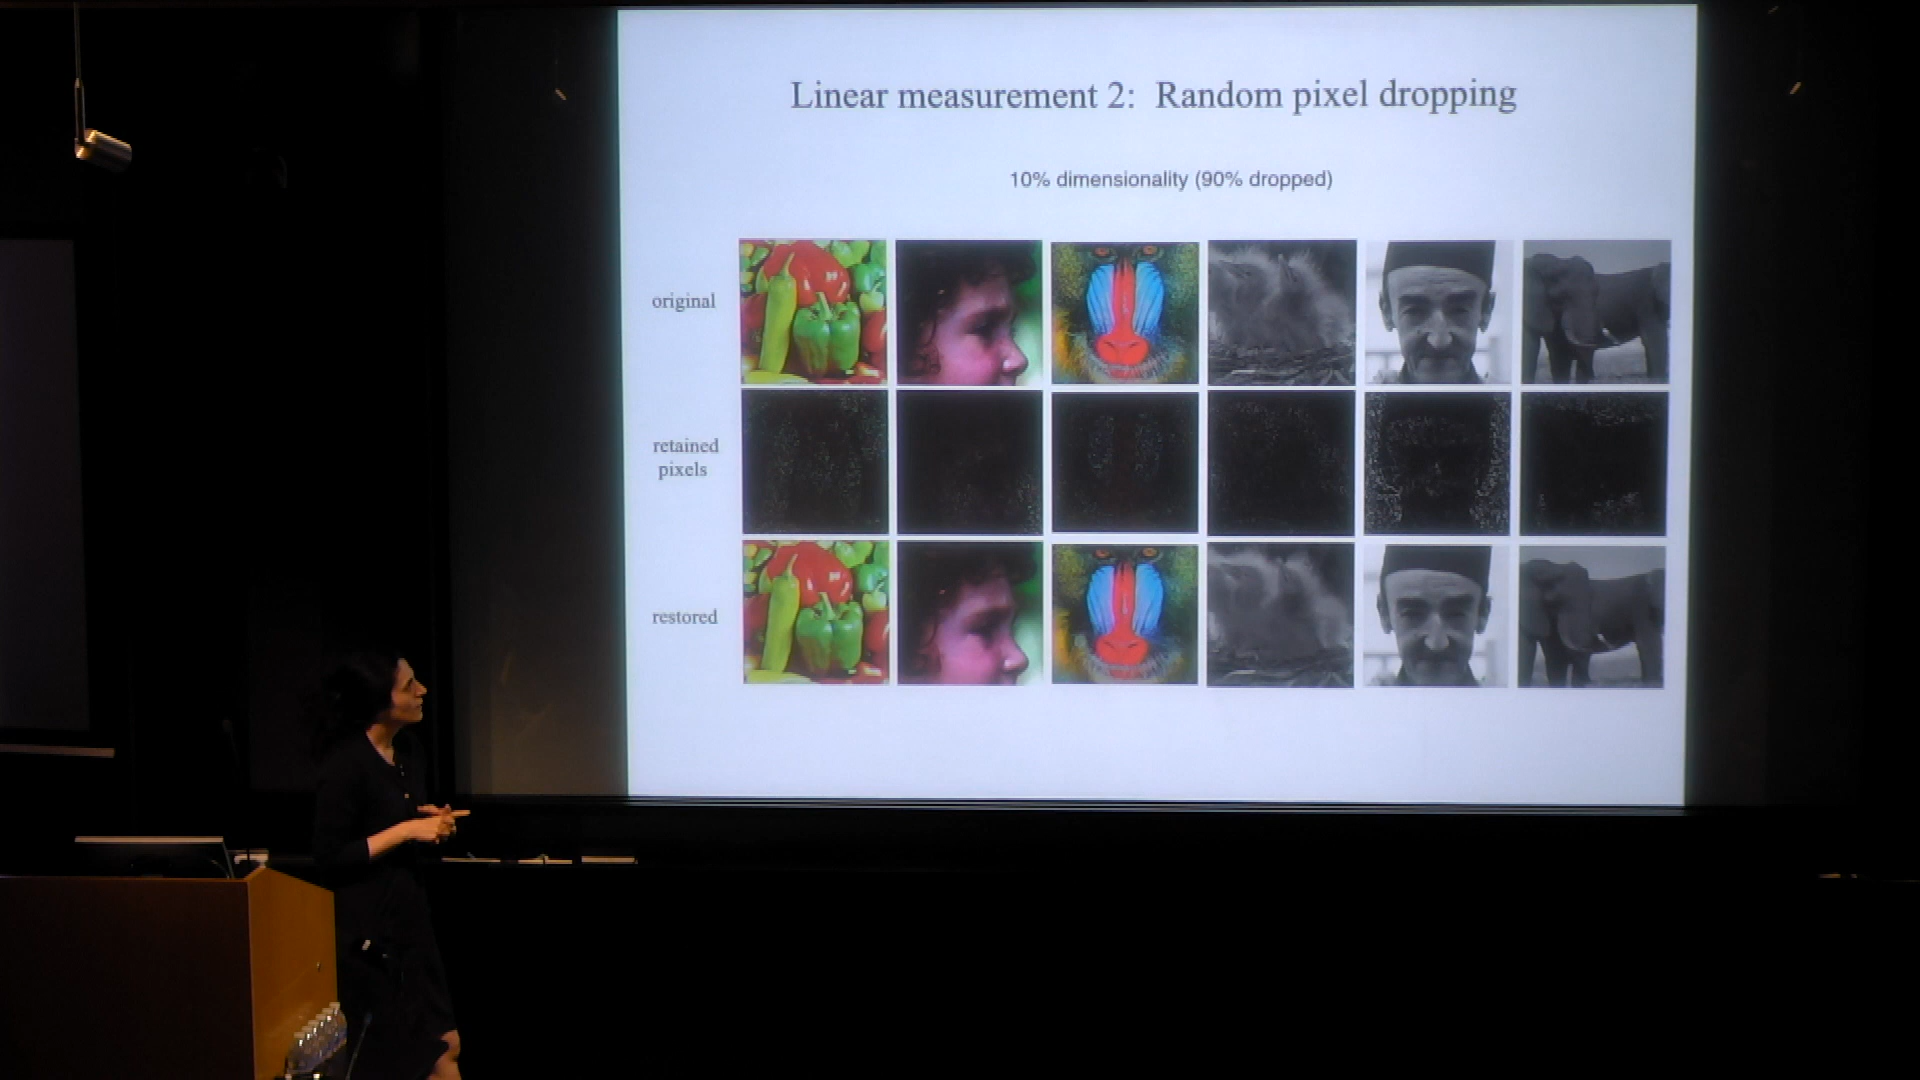 Linear measurement 2: Random pixel dropping
10% dimensionality (90% dropped)
original
retained
pixels
restored